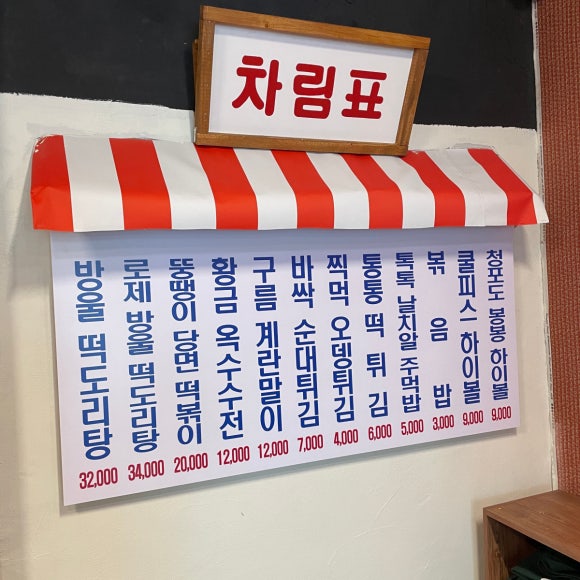 차림표
방울 떡도리탕 32,000
로제 방울 떡도리탕 34,000
뚱땡이 당면 떡볶이 20,000
황금 옥수수전 12,000
구름 계란말이 12,000
바싹 순대튀김 7,000
찍먹 오뎅튀김 4,000
통통 떡 튀김 6,000
톡톡 날치알 주먹밥 5,000
볶음밥 3,000
쿨피스 하이볼 9,000
청포도 봉봉 하이볼 9,000